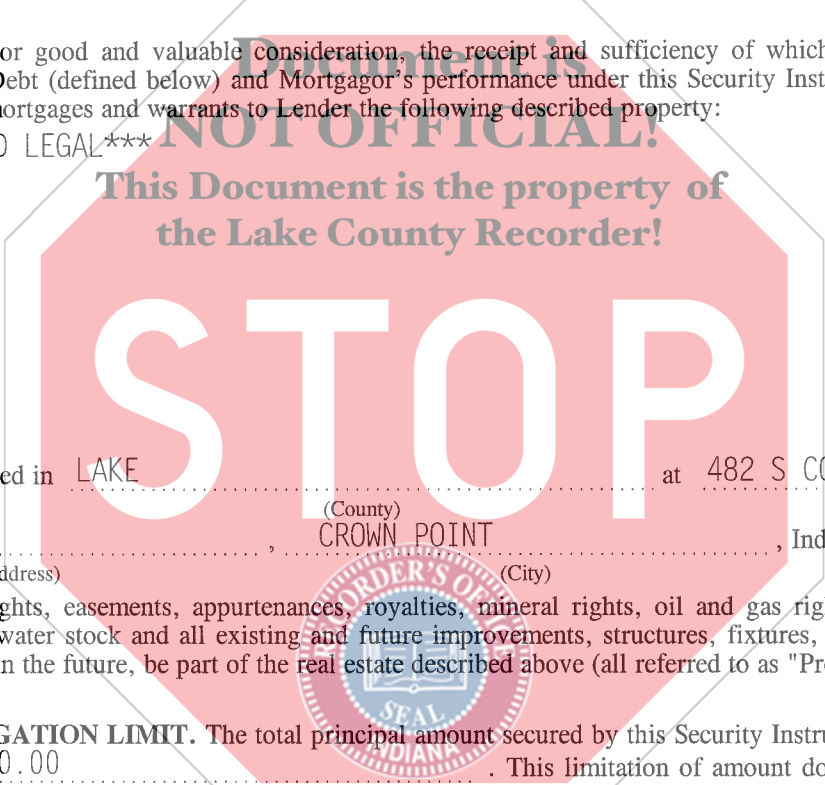 or good and valuable consideration, the receipt and sufficiency of which
Debt (defined below) and Mortgagor's performance under this Security Inst
mortgages and warrants to Lender the following described property:
D LEGAL***
Document is
NOT OFFICIAL!
This Document is the property of
the Lake County Recorder!
STOP
ed in LAKE at 482 S CO
(County)
, CROWN POINT , Ind
ddress) (City)
ghts, easements, appurtenances, royalties, mineral rights, oil and gas rig
water stock and all existing and future improvements, structures, fixtures,
n the future, be part of the real estate described above (all referred to as "Pr
RECORDER'S OFFICE
SEAL
INDIANA
GATION LIMIT. The total principal amount secured by this Security Instru
0.00 . This limitation of amount do